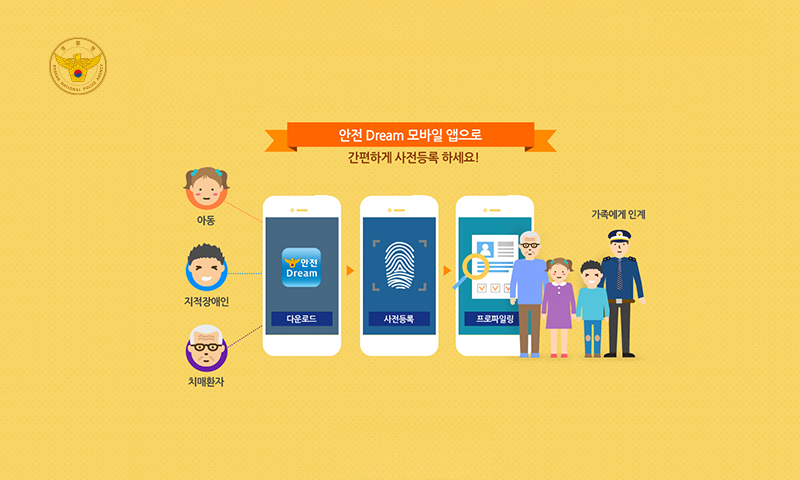 경찰청
KOREAN NATIONAL POLICE AGENCY
안전 Dream 모바일 앱으로
간편하게 사전등록 하세요!
아동
지적장애인
치매환자
안전
Dream
다운로드
사전등록
프로파일링
가족에게 인계